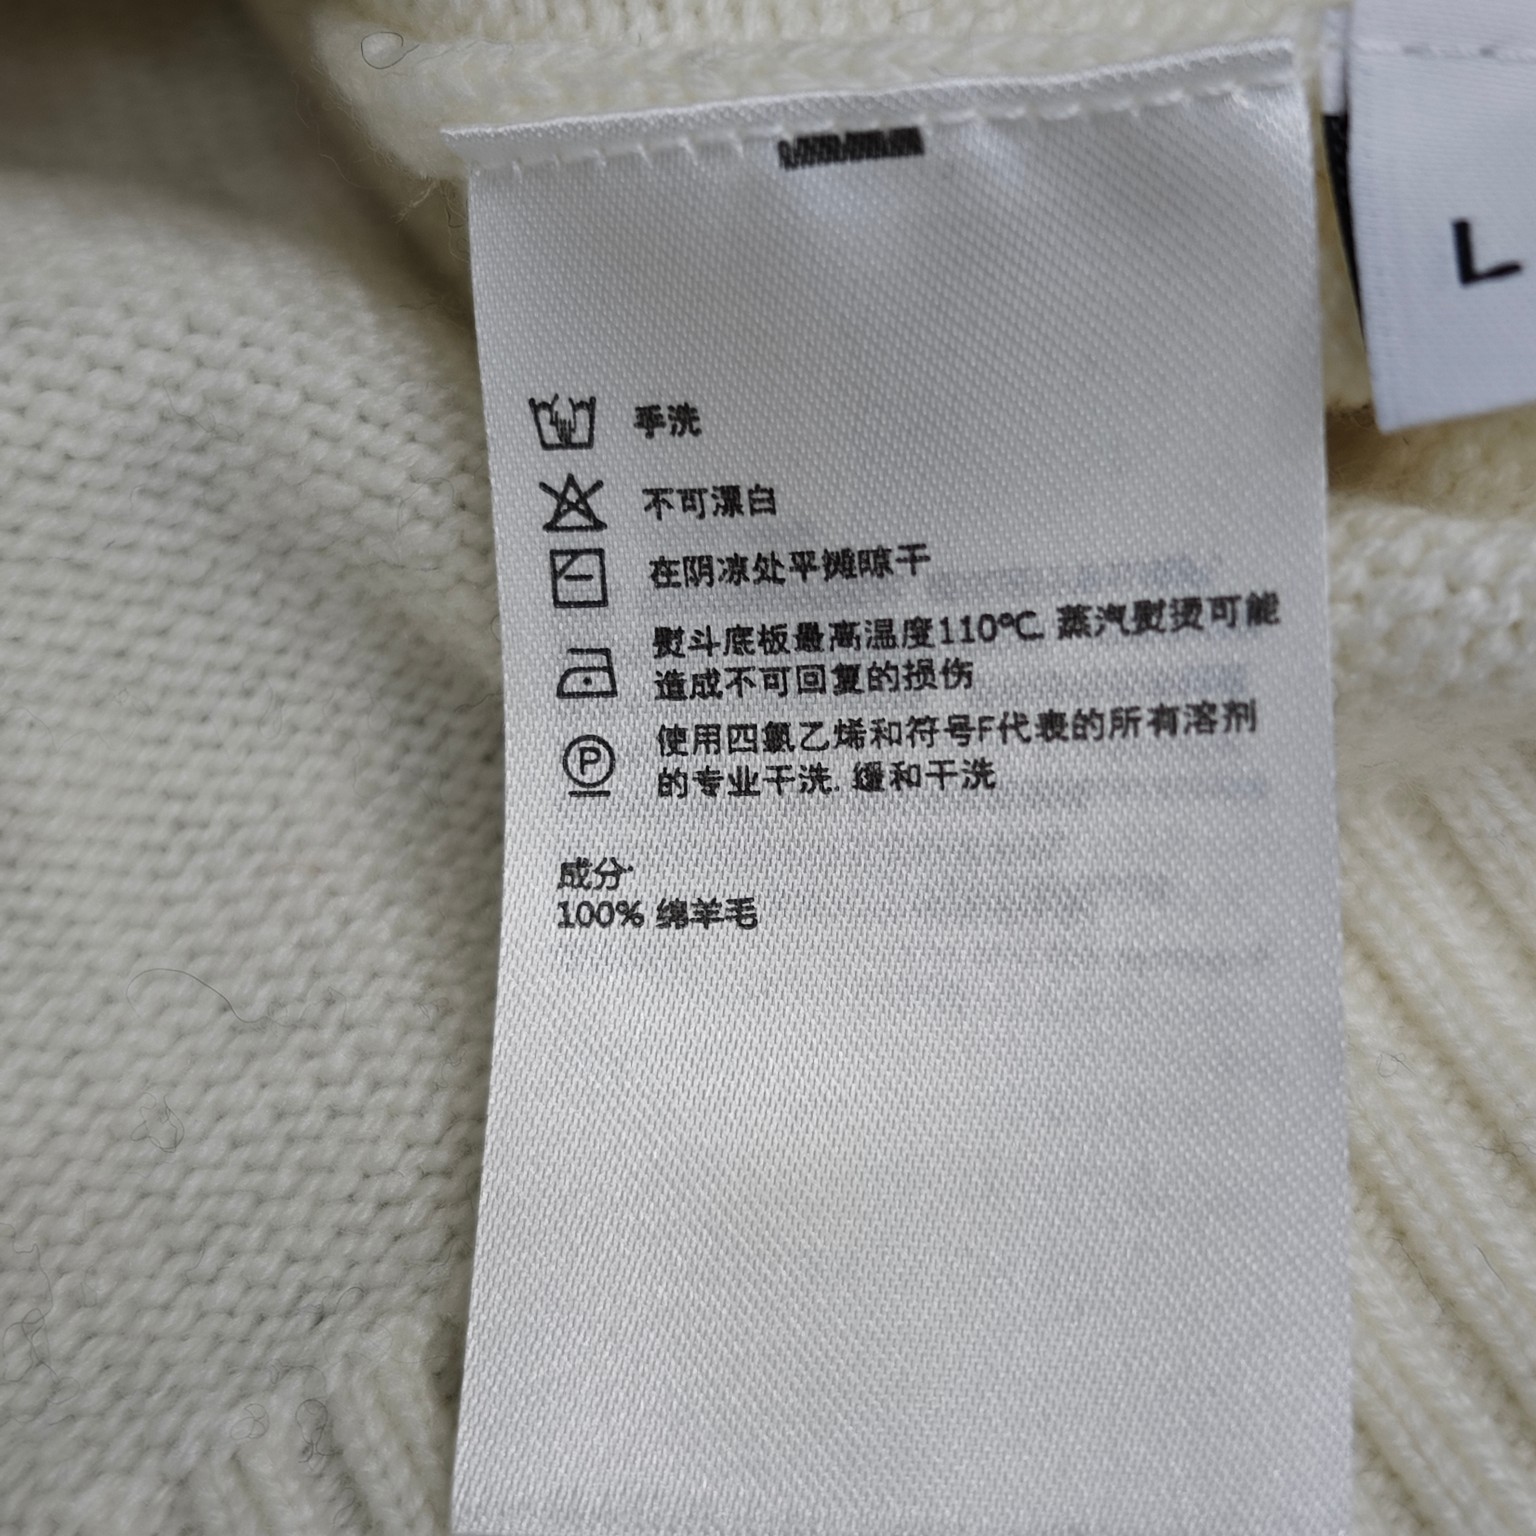 L
手洗
不可漂白
在阴凉处平摊晾干
熨斗底板最高温度110℃. 蒸汽熨烫可能
造成不可回复的损伤
P
使用四氯乙烯和符号F代表的所有溶剂
的专业干洗. 缓和干洗
成分:
100% 绵羊毛